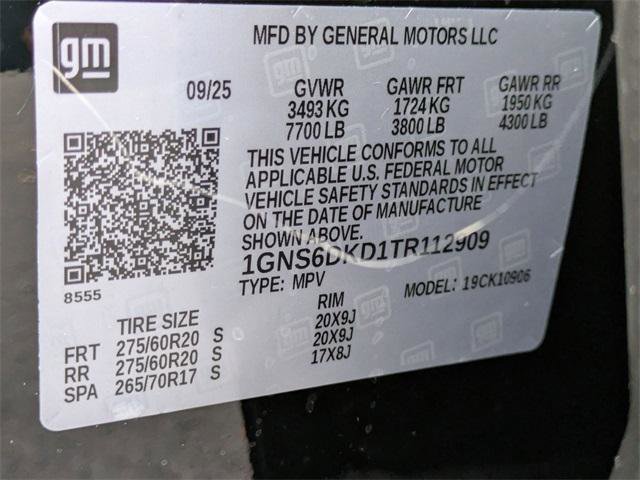 gm
MFD BY GENERAL MOTORS LLC
09/25 GVWR GAWR FRT GAWR RR
3493 KG 1724 KG 1950 KG
7700 LB 3800 LB 4300 LB
THIS VEHICLE CONFORMS TO ALL
APPLICABLE U.S. FEDERAL MOTOR
VEHICLE SAFETY STANDARDS IN EFFECT
ON THE DATE OF MANUFACTURE
SHOWN ABOVE.
1GNS6DKD1TR112909
8555
TYPE: MPV MODEL: 19CK10906
TIRE SIZE RIM
FRT 275/60R20 S 20X9J
RR 275/60R20 S 20X9J
SPA 265/70R17 S 17X8J